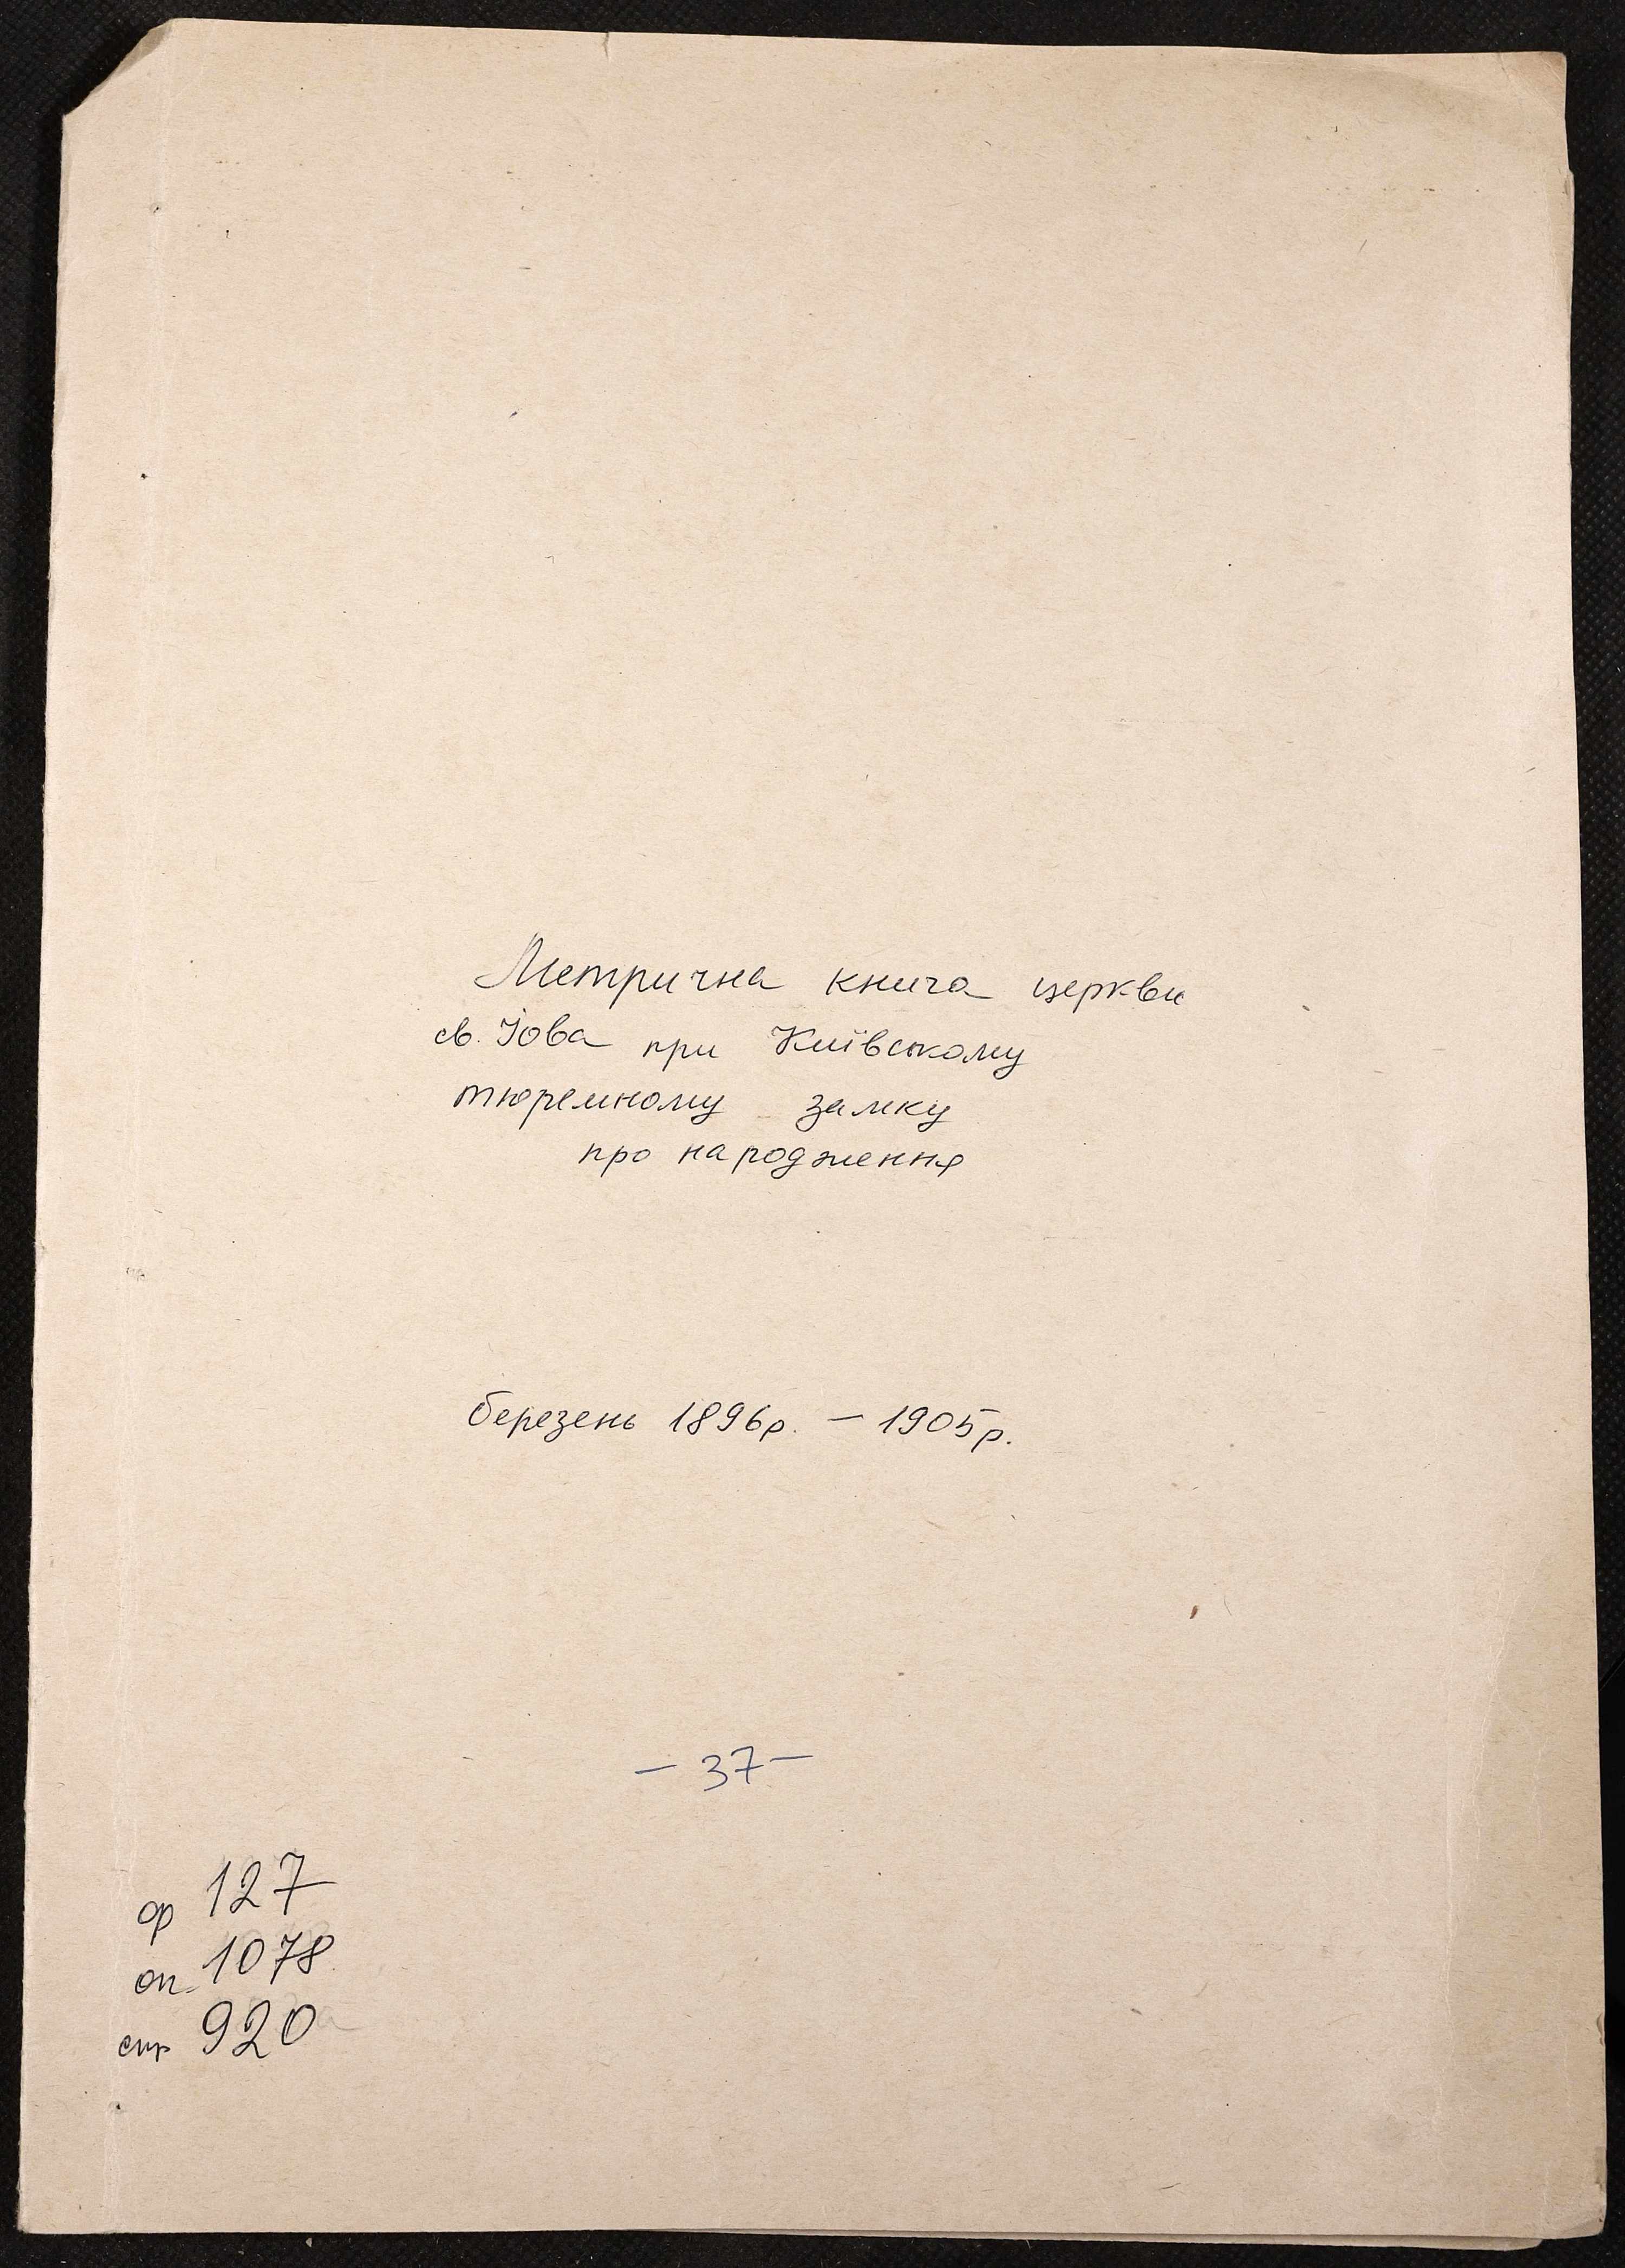 Метрична книга церкви
св. Іова при Київському
тюремному замку
про народження
березень 1896р. – 1905р.
– 37 –
ф 127
оп. 1078
спр 920